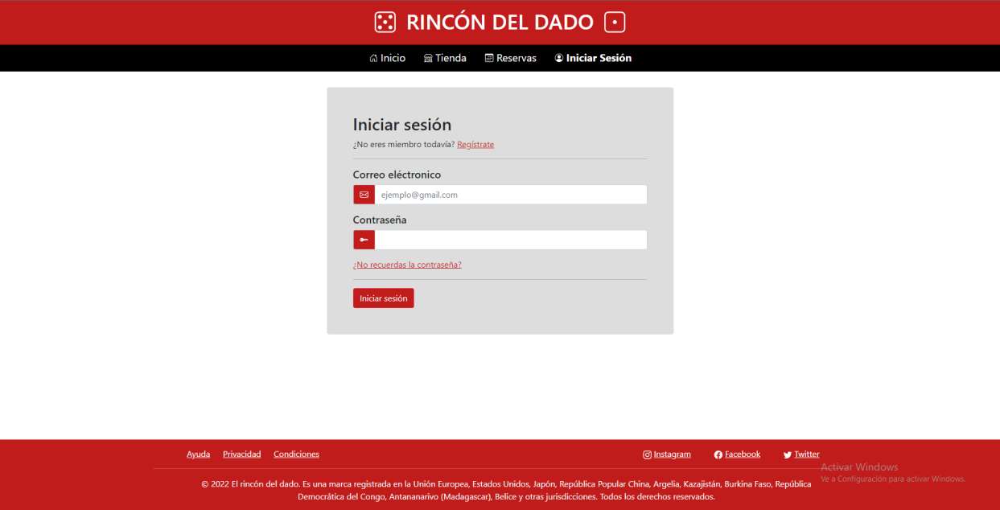 RINCÓN DEL DADO
Inicio Tienda Reservas Iniciar Sesión
Iniciar sesión
¿No eres miembro todavía? Regístrate
Correo eléctronico
ejemplo@gmail.com
Contraseña
¿No recuerdas la contraseña?
Iniciar sesión
Ayuda Privacidad Condiciones Instagram Facebook Twitter
Activar Windows
Ve a Configuración para activar Windows.
© 2022 El rincón del dado. Es una marca registrada en la Unión Europea, Estados Unidos, Japón, República Popular China, Argelia, Kazajistán, Burkina Faso, República
Democrática del Congo, Antananarivo (Madagascar), Belice y otras jurisdicciones. Todos los derechos reservados.